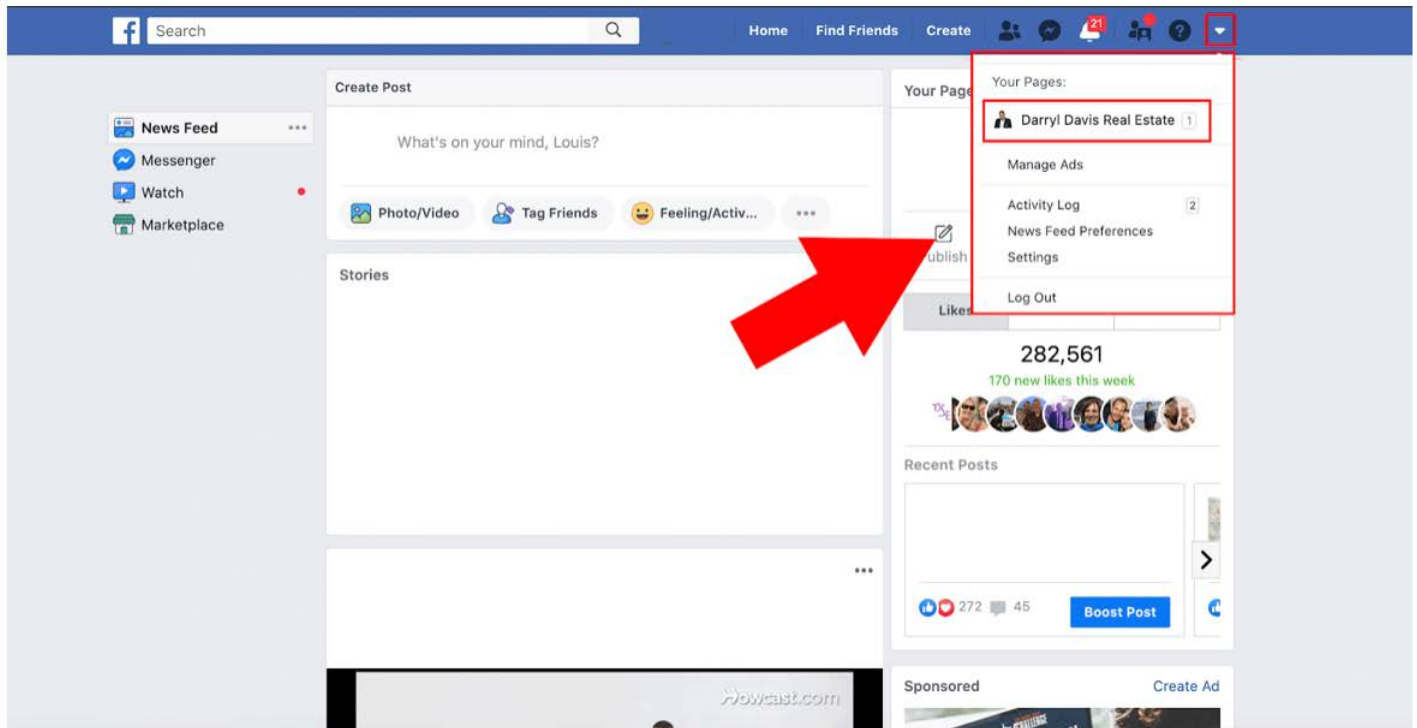 f
Search
Home
Find Friends
Create
21
?
News Feed
Messenger
Watch
Marketplace
Create Post
What's on your mind, Louis?
Photo/Video
Tag Friends
Feeling/Activ...
Stories
Your Page
ublish
Likes
282,561
170 new likes this week
Recent Posts
272
45
Boost Post
Sponsored
Create Ad
Your Pages:
Darryl Davis Real Estate 1
Manage Ads
Activity Log 2
News Feed Preferences
Settings
Log Out
Howcast.com
CHALLENGE